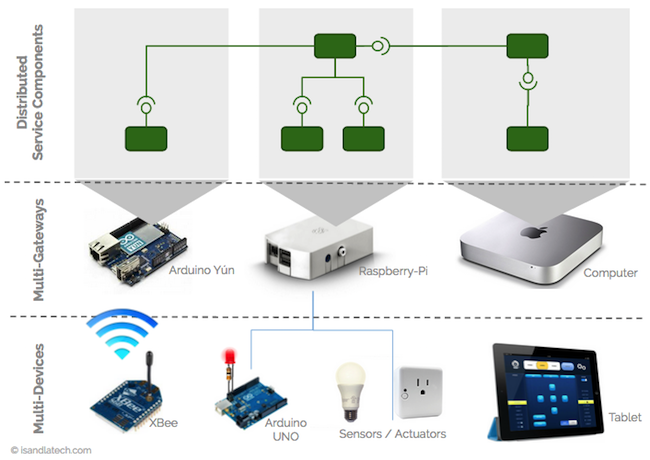 Distributed
Service Components
Multi-Gateways
Arduino Yún
Raspberry-Pi
Computer
Multi-Devices
XBee
XBee
Arduino
UNO
Sensors / Actuators
Tablet
© isandlatech.com